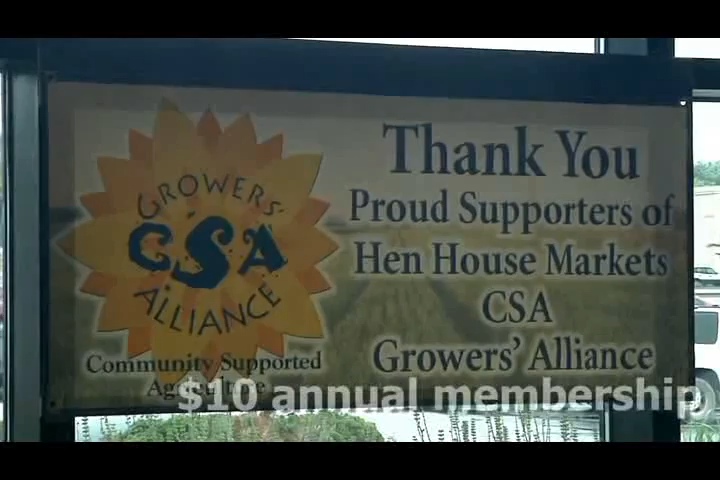 GROWERS'
CSA
ALLIANCE
Community Supported
Agriculture
Thank You
Proud Supporters of
Hen House Markets
CSA
Growers' Alliance
$10 annual membership